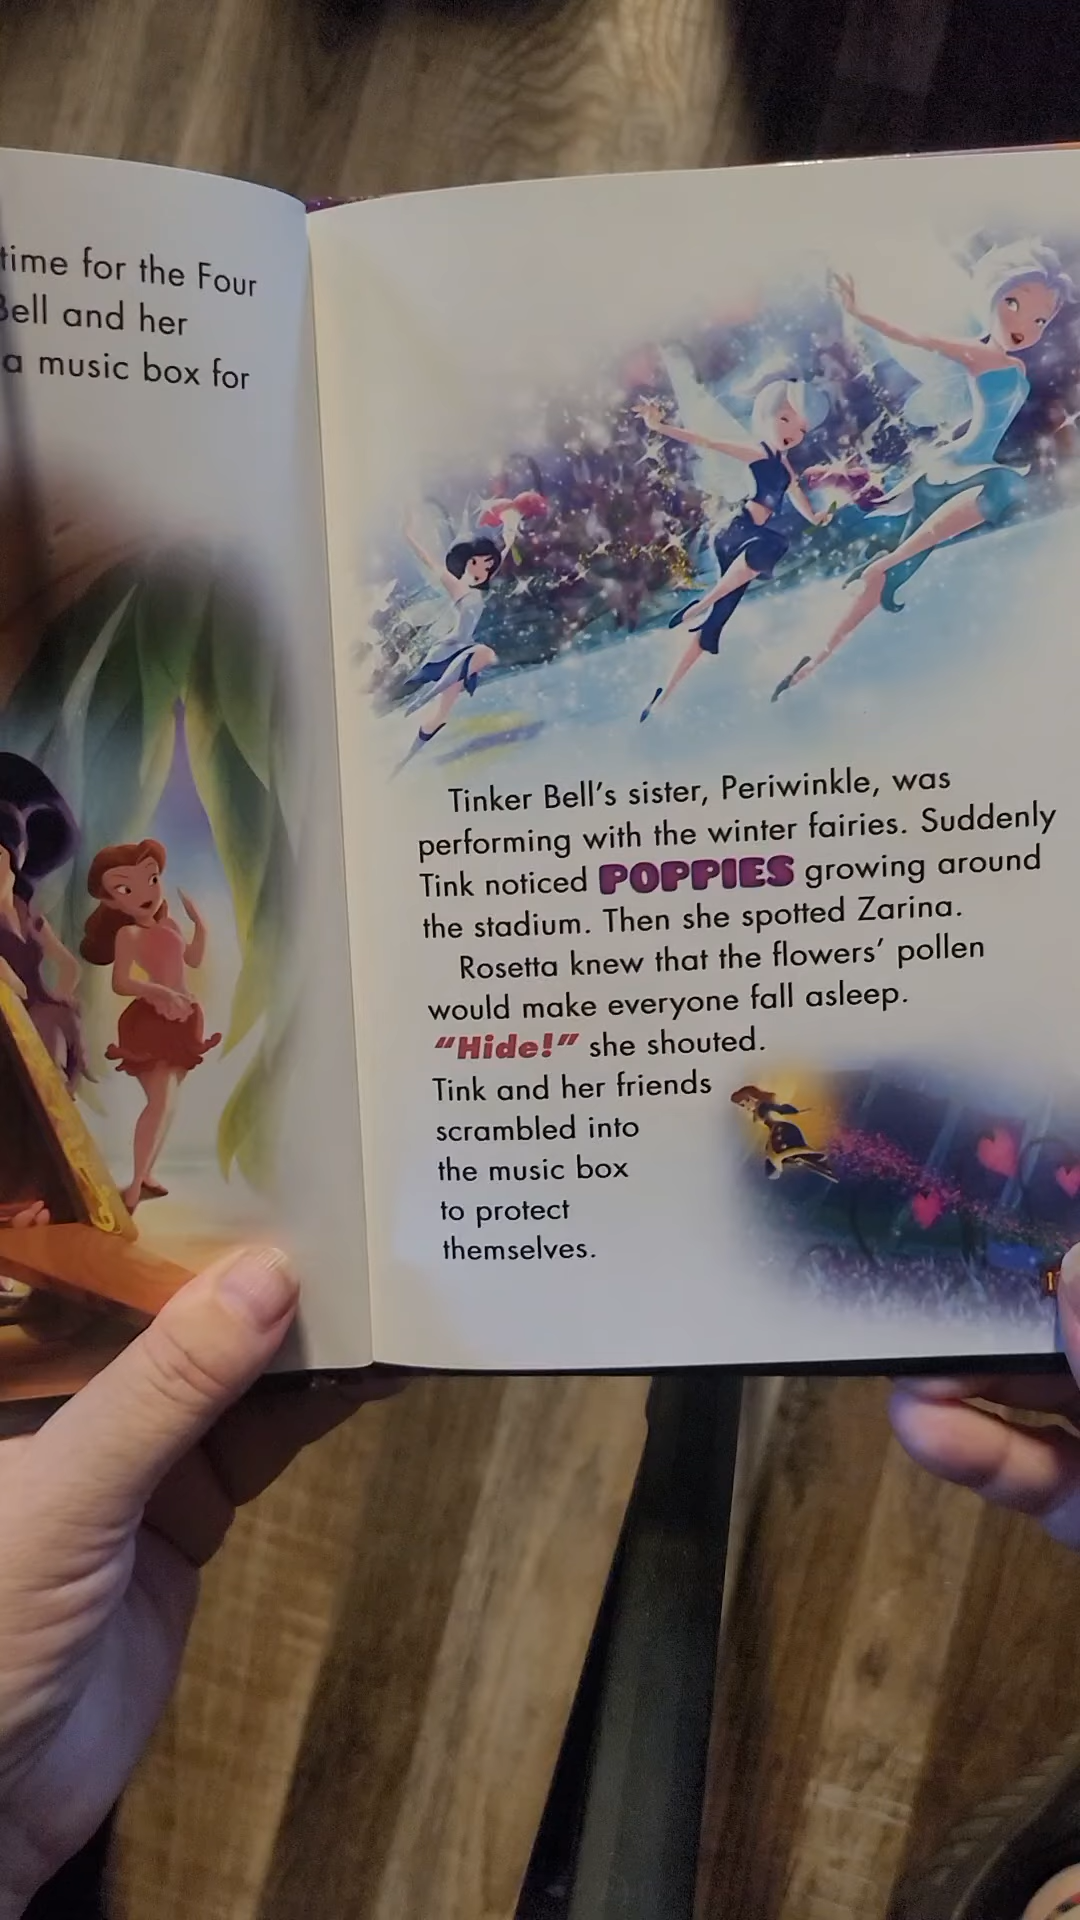 time for the Four
Bell and her
a music box for
Tinker Bell's sister, Periwinkle, was
performing with the winter fairies. Suddenly
Tink noticed POPPIES growing around
the stadium. Then she spotted Zarina.
Rosetta knew that the flowers' pollen
would make everyone fall asleep.
"Hide!" she shouted.
Tink and her friends
scrambled into
the music box
to protect
themselves.